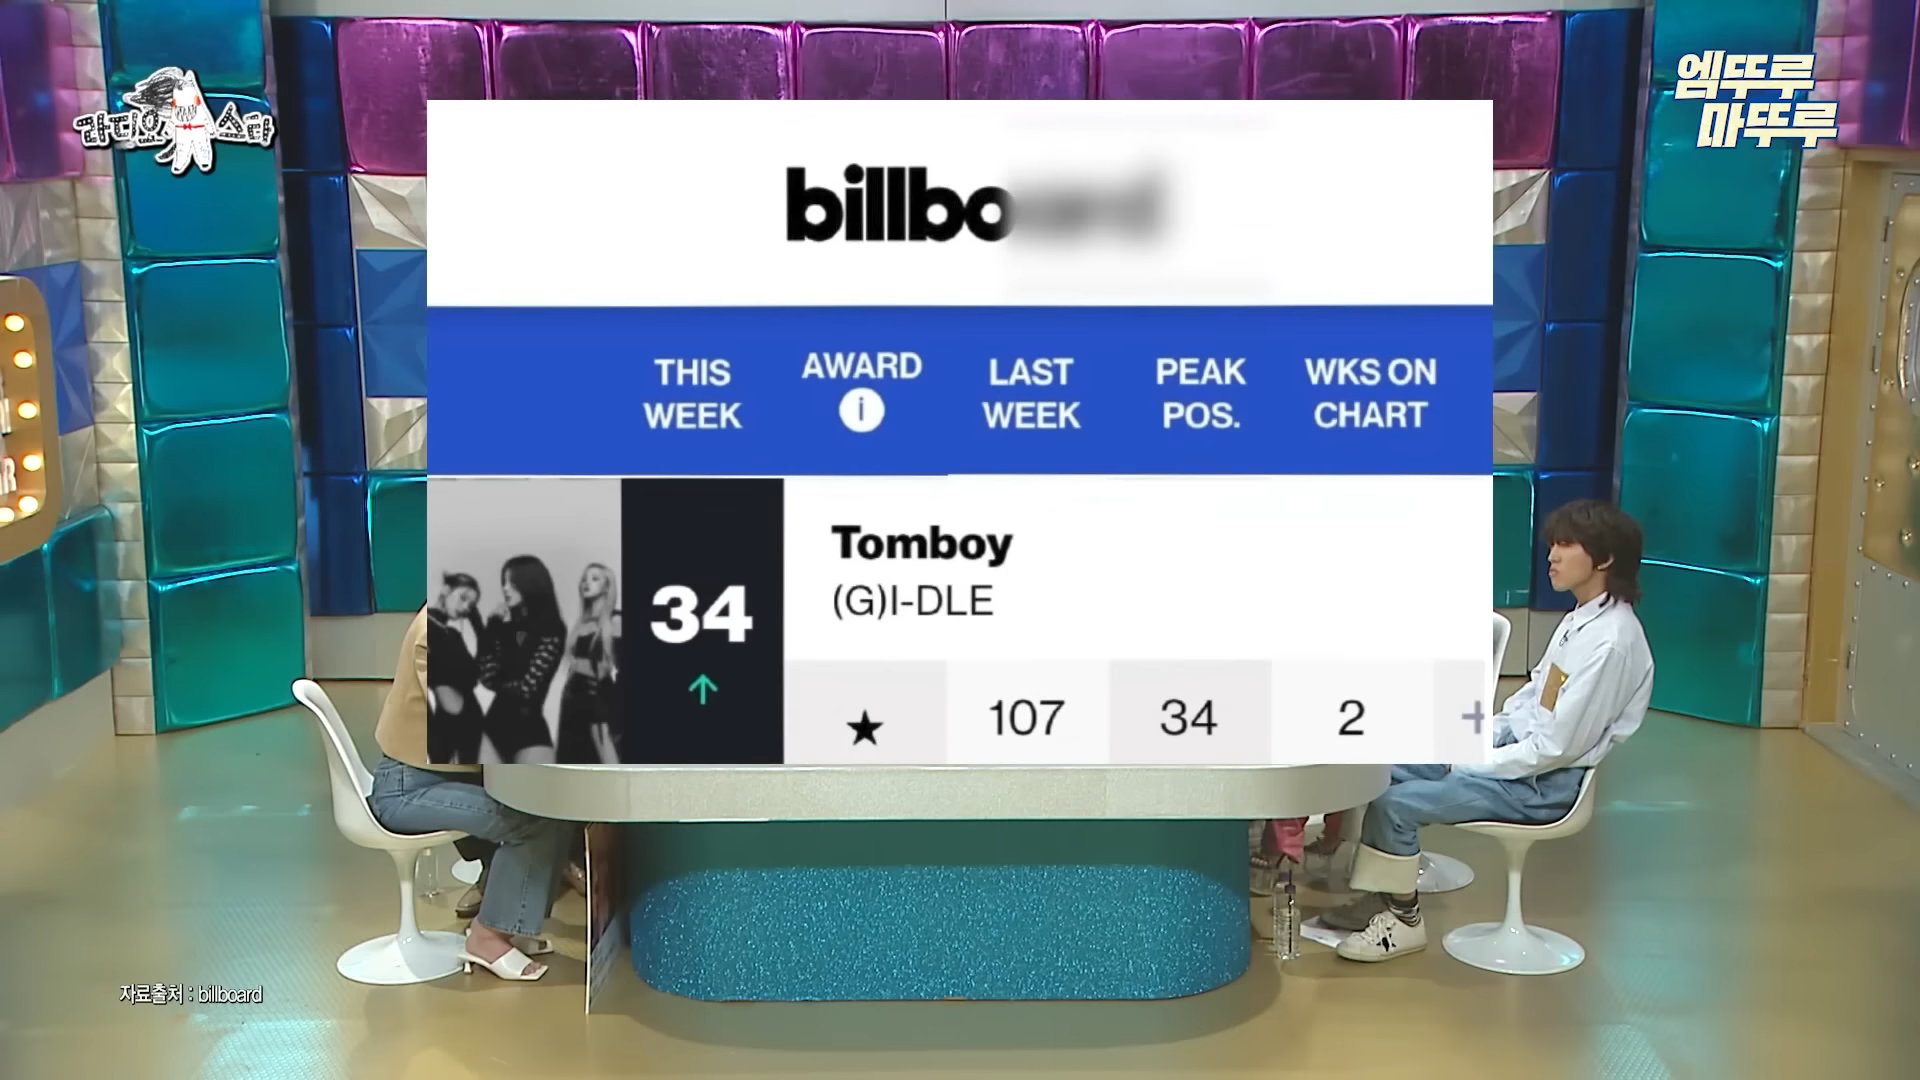 라디오스타
엠뚜루
마뚜루
billboard
THIS WEEK
AWARD
i
LAST WEEK
PEAK POS.
WKS ON CHART
34
Tomboy
(G)I-DLE
107
34
2
+
자료출처 : billboard